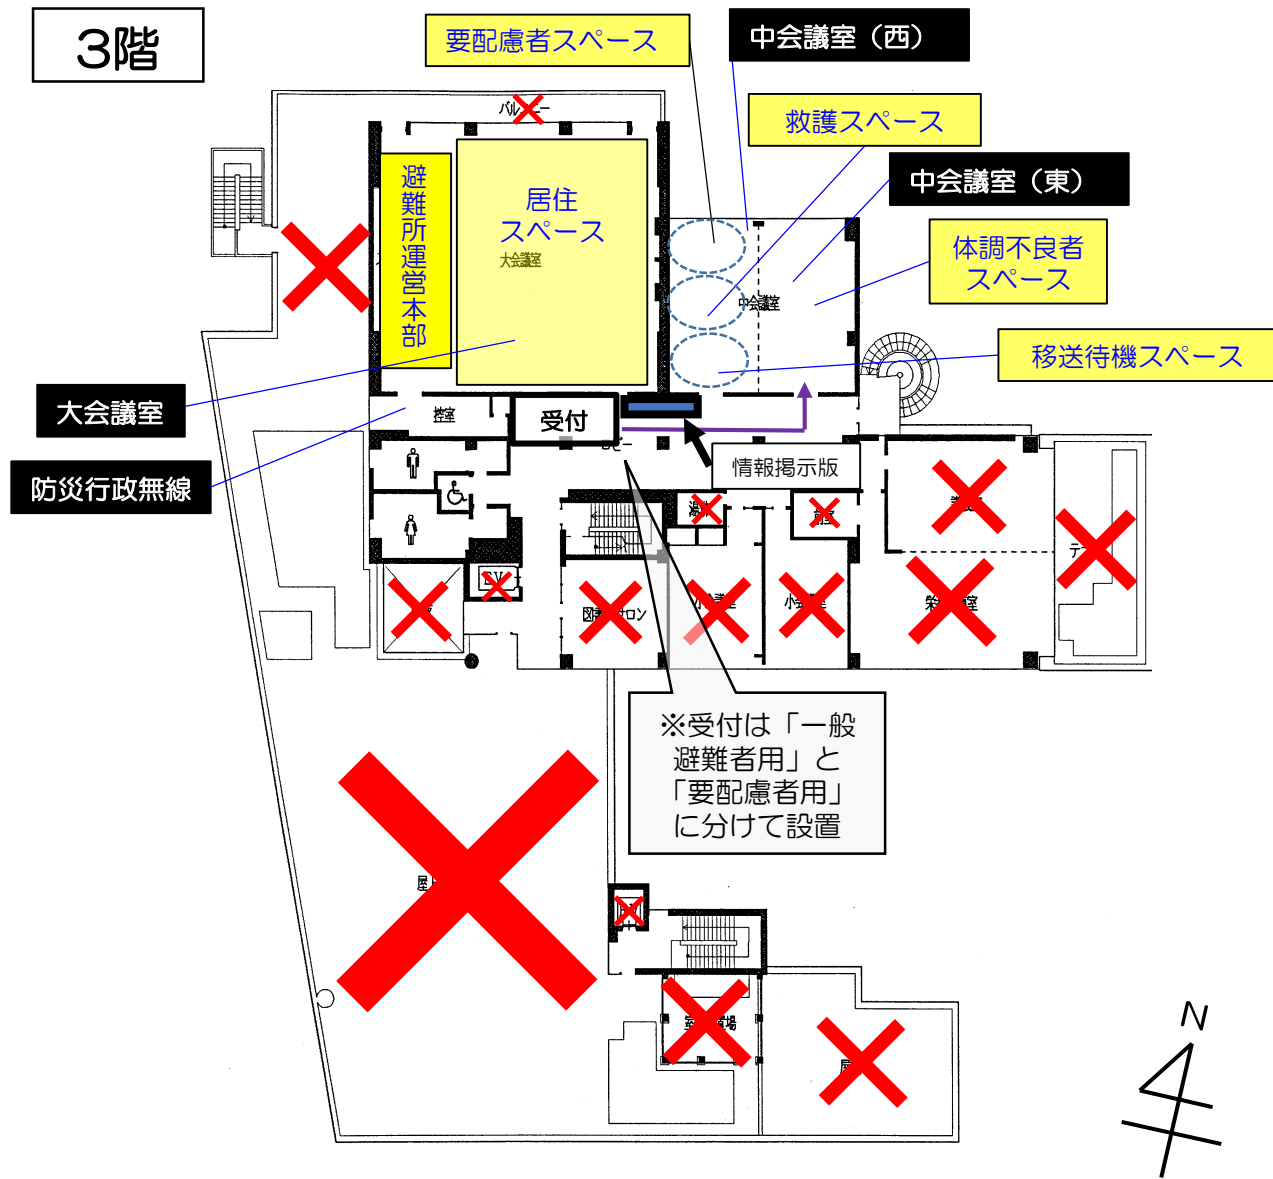 3階
要配慮者スペース
中会議室（西）
救護スペース
中会議室（東）
体調不良者
スペース
移送待機スペース
避難所運営本部
居住
スペース
大会議室
中会議室
大会議室
防災行政無線
控室
受付
情報掲示版
※受付は「一般
避難者用」と
「要配慮者用」
に分けて設置
N